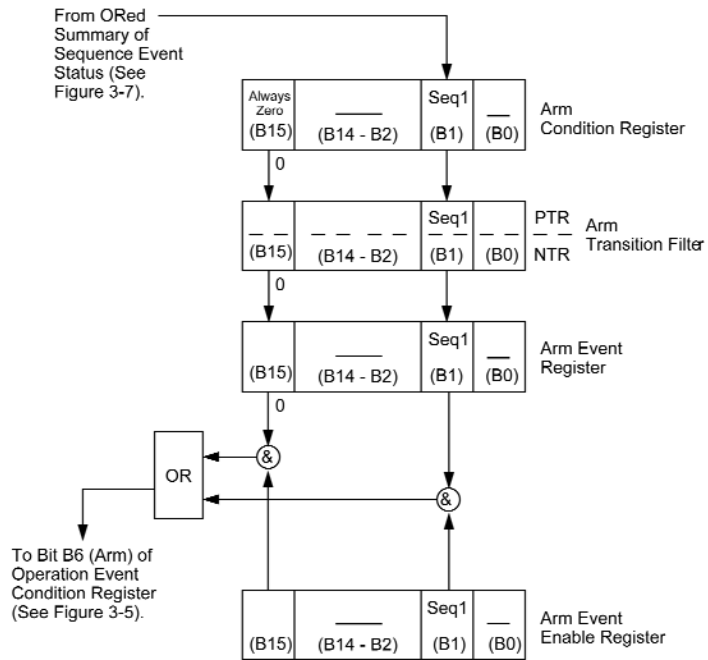 From ORed
Summary of
Sequence Event
Status (See
Figure 3-7).
Always
Zero
(B15)
(B14 - B2)
Seq1
(B1)
(B0)
Arm
Condition Register
0
(B15)
(B14 - B2)
Seq1
(B1)
(B0)
PTR
NTR
Arm
Transition Filter
0
(B15)
(B14 - B2)
Seq1
(B1)
(B0)
Arm Event
Register
0
&
OR
&
To Bit B6 (Arm) of
Operation Event
Condition Register
(See Figure 3-5).
(B15)
(B14 - B2)
Seq1
(B1)
(B0)
Arm Event
Enable Register